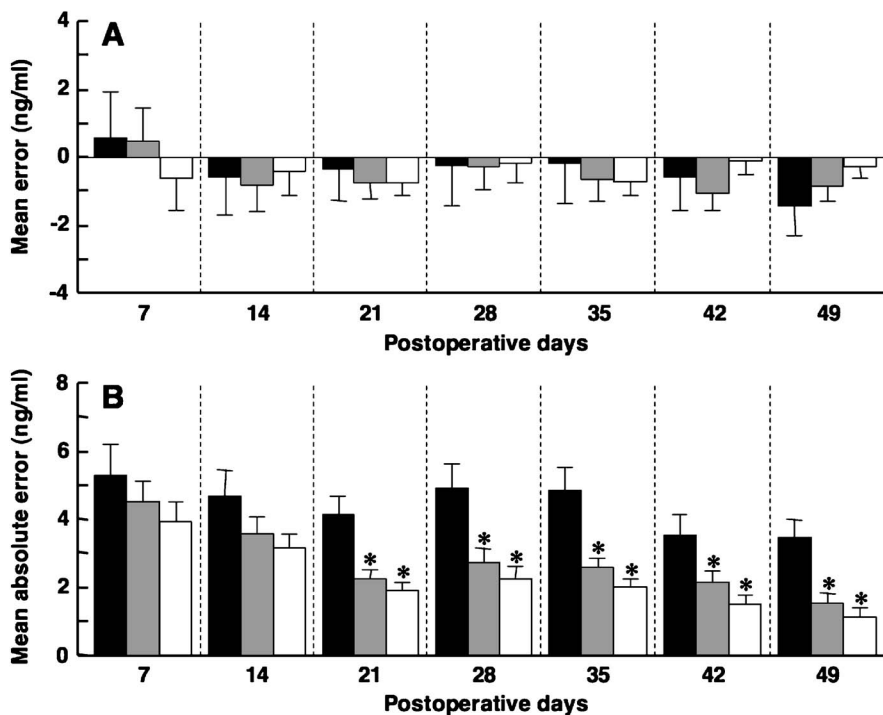 A
Mean error (ng/ml)
4
2
0
-2
-4
7 14 21 28 35 42 49
Postoperative days
B
Mean absolute error (ng/ml)
8
6
4
2
0
* * * * * * * * * *
7 14 21 28 35 42 49
Postoperative days